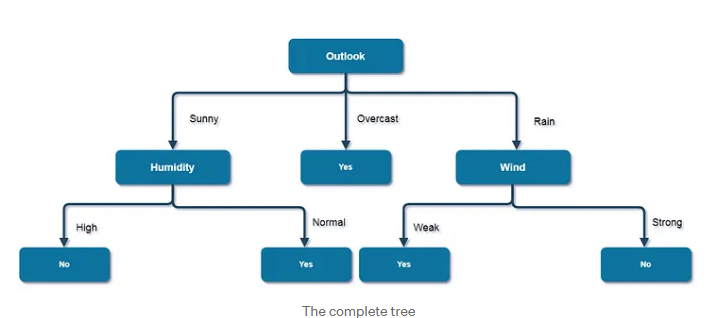 Outlook
Sunny
Overcast
Rain
Humidity
Yes
Wind
High
Normal
Weak
Strong
No
Yes
Yes
No
The complete tree